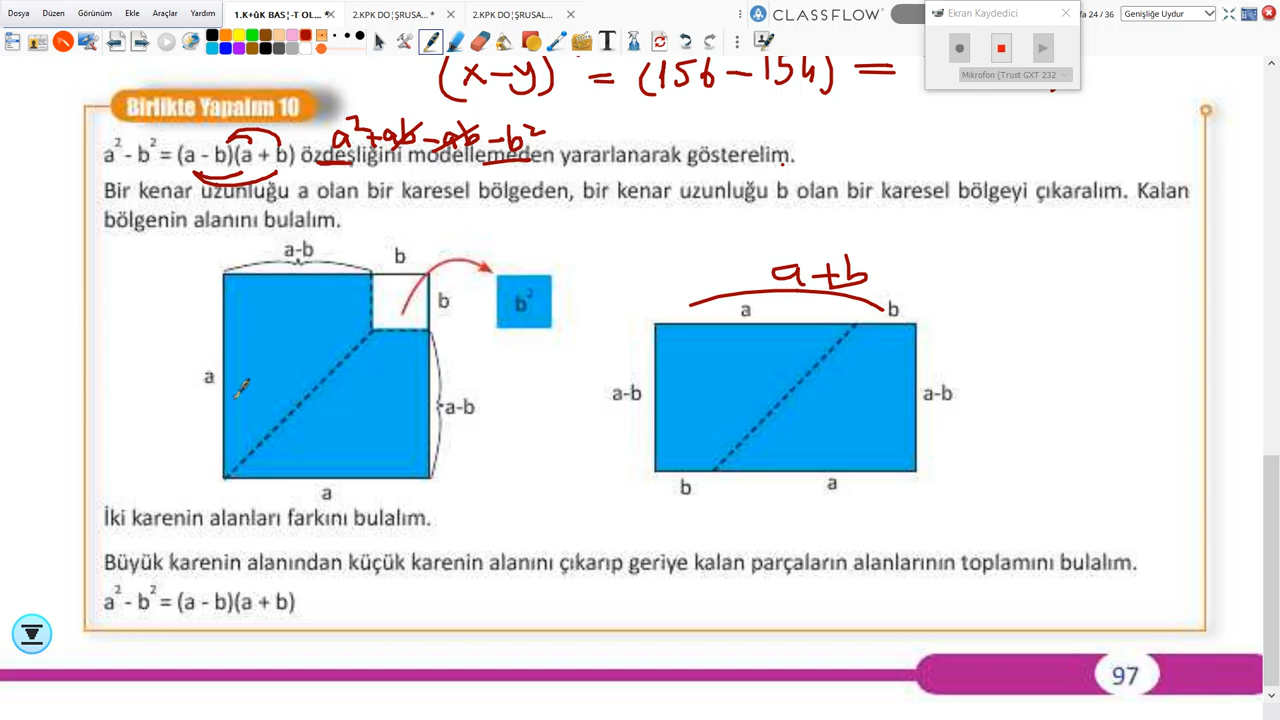 Dosya Düzen Görünüm Ekle Araçlar Yardım
1.K+ûK BAS¦-T OL...* 2.KPK DO¦ŞRUSA...* 2.KPK DO¦ŞRUSAL...
CLASSFLOW
Ekran Kaydedici
fa 24 / 36 Genişliğe Uydur
Mikrofon (Trust GXT 232
(x-y) = (156-154) =
Birlikte Yapalım 10
a²+ab-ab-b²
a² - b² = (a - b)(a + b) özdeşliğini modellemeden yararlanarak gösterelim.
Bir kenar uzunluğu a olan bir karesel bölgeden, bir kenar uzunluğu b olan bir karesel bölgeyi çıkaralım. Kalan
bölgenin alanını bulalım.
a-b b
b
b²
a
a-b
a
a+b
a b
a-b
a-b
b a
İki karenin alanları farkını bulalım.
Büyük karenin alanından küçük karenin alanını çıkarıp geriye kalan parçaların alanlarının toplamını bulalım.
a² - b² = (a - b)(a + b)
97